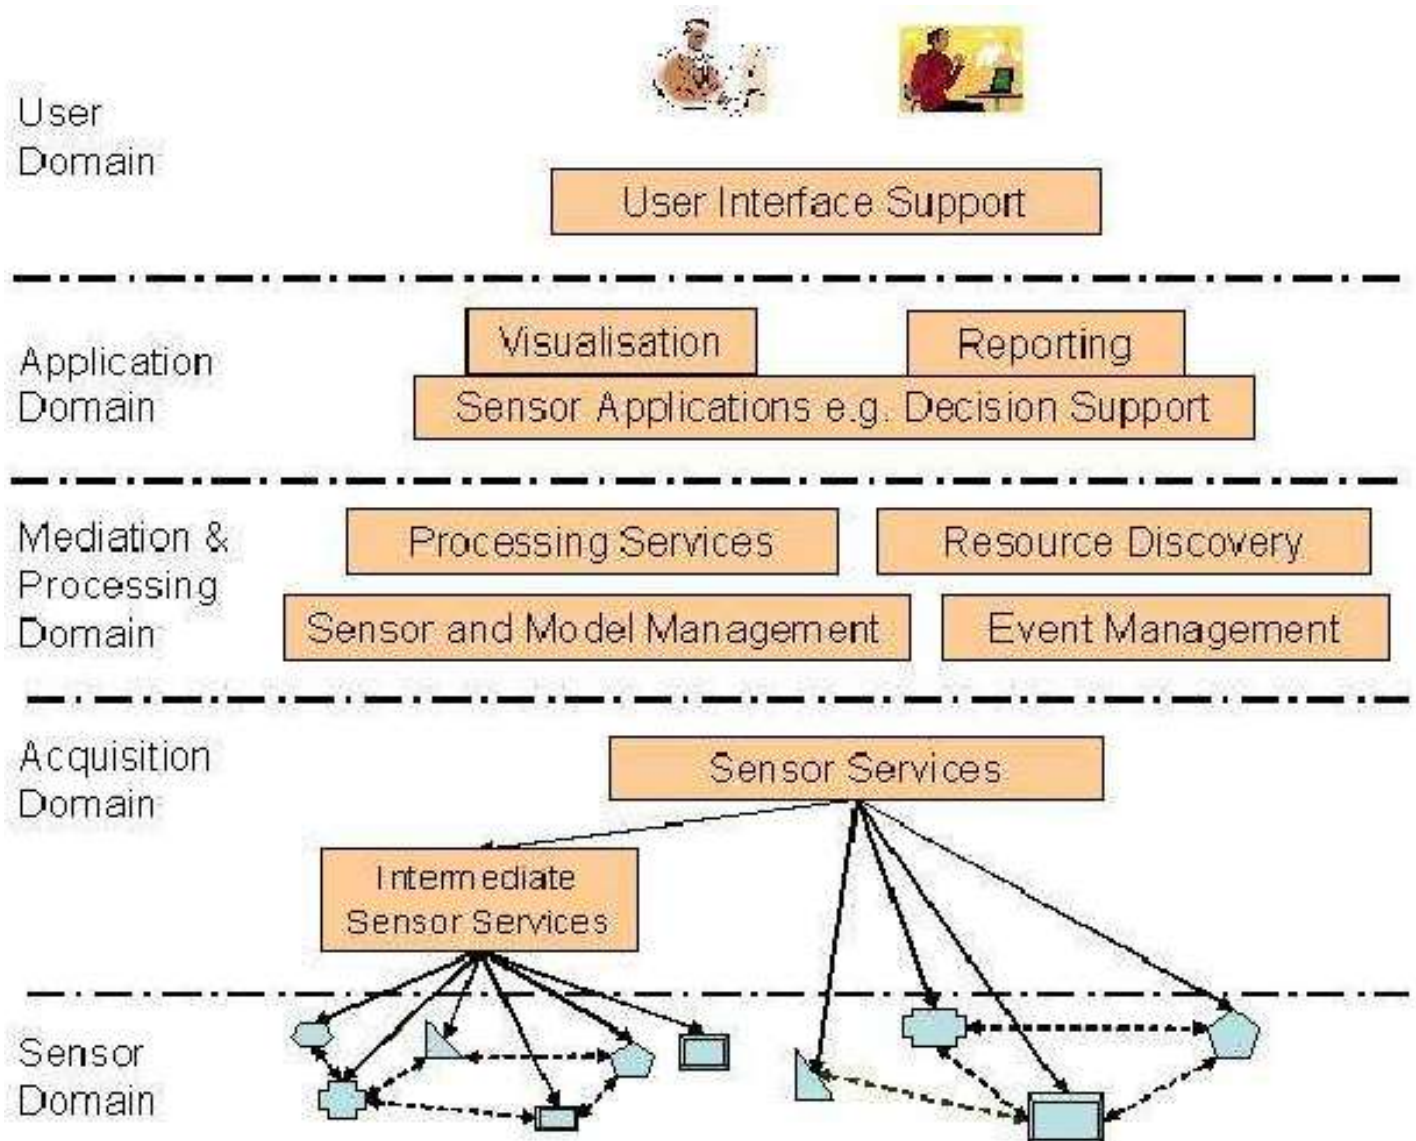 User
Domain
User Interface Support
Application
Domain
Visualisation
Reporting
Sensor Applications e.g. Decision Support
Mediation &
Processing
Domain
Processing Services
Resource Discovery
Sensor and Model Management
Event Management
Acquisition
Domain
Sensor Services
Intermediate
Sensor Services
Sensor
Domain